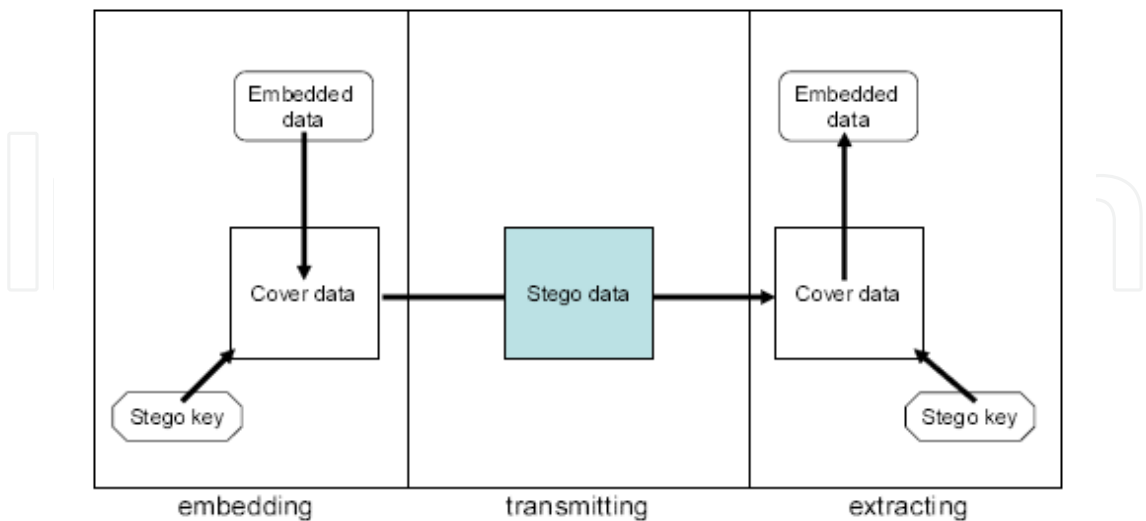 Embedded
data
Cover data
Stego key
Stego data
Embedded
data
Cover data
Stego key
embedding
transmitting
extracting